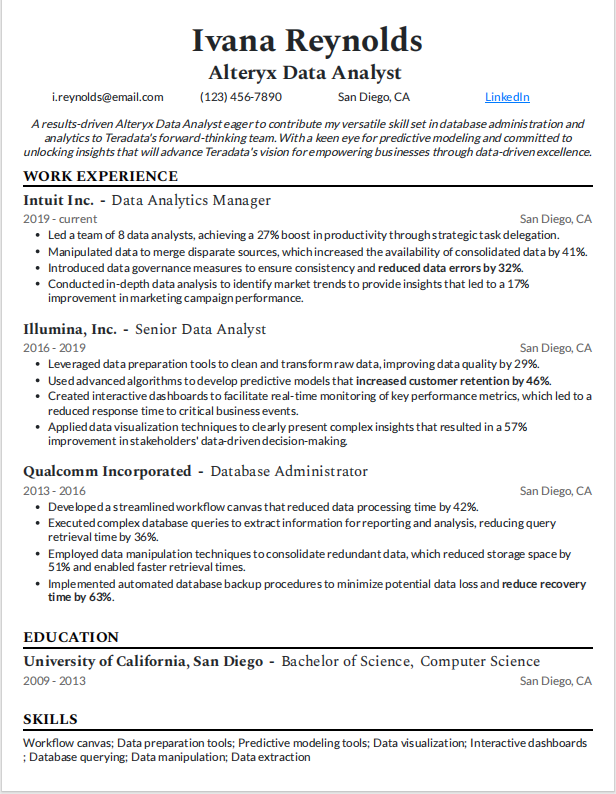 Ivana Reynolds
Alteryx Data Analyst
i.reynolds@email.com (123) 456-7890 San Diego, CA LinkedIn
A results-driven Alteryx Data Analyst eager to contribute my versatile skill set in database administration and
analytics to Teradata's forward-thinking team. With a keen eye for predictive modeling and committed to
unlocking insights that will advance Teradata's vision for empowering businesses through data-driven excellence.
WORK EXPERIENCE
Intuit Inc. - Data Analytics Manager
2019 - current San Diego, CA
• Led a team of 8 data analysts, achieving a 27% boost in productivity through strategic task delegation.
• Manipulated data to merge disparate sources, which increased the availability of consolidated data by 41%.
• Introduced data governance measures to ensure consistency and reduced data errors by 32%.
• Conducted in-depth data analysis to identify market trends to provide insights that led to a 17%
improvement in marketing campaign performance.
Illumina, Inc. - Senior Data Analyst
2016 - 2019 San Diego, CA
• Leveraged data preparation tools to clean and transform raw data, improving data quality by 29%.
• Used advanced algorithms to develop predictive models that increased customer retention by 46%.
• Created interactive dashboards to facilitate real-time monitoring of key performance metrics, which led to a
reduced response time to critical business events.
• Applied data visualization techniques to clearly present complex insights that resulted in a 57%
improvement in stakeholders' data-driven decision-making.
Qualcomm Incorporated - Database Administrator
2013 - 2016 San Diego, CA
• Developed a streamlined workflow canvas that reduced data processing time by 42%.
• Executed complex database queries to extract information for reporting and analysis, reducing query
retrieval time by 36%.
• Employed data manipulation techniques to consolidate redundant data, which reduced storage space by
51% and enabled faster retrieval times.
• Implemented automated database backup procedures to minimize potential data loss and reduce recovery
time by 63%.
EDUCATION
University of California, San Diego - Bachelor of Science, Computer Science
2009 - 2013 San Diego, CA
SKILLS
Workflow canvas; Data preparation tools; Predictive modeling tools; Data visualization; Interactive dashboards
; Database querying; Data manipulation; Data extraction